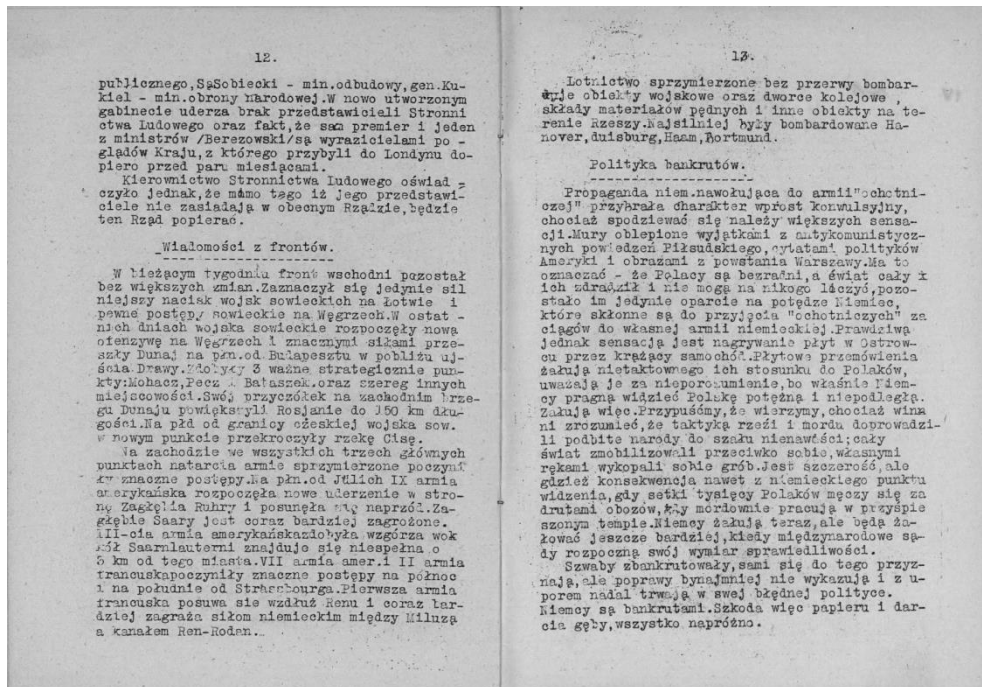 12.
publicznego,SąSobiecki - min.odbudowy,gen.Ku-
kiel - min.obrony narodowej.W nowo utworzonym
gabinecie uderza brak przedstawicieli Stronni
ctwa Ludowego oraz fakt,że sam premier i jeden
z ministrów /Berezowski/są wyrazicielami po -
glądów Kraju,z którego przybyli do Londynu do-
piero przed paru miesiącami.
Kierownictwo Stronnictwa Ludowego oświad -
czyło jednak,że mimo tego iż jego przedstawi-
ciele nie zasiadają w obecnym Rządzie,będzie
ten Rząd popierać.
Wiadomości z frontów.
W bieżącym tygodniu front wschodni pozostał
bez większych zmian.Zaznaczył się jedynie sil
niejszy naciak wojsk sowieckich na Łotwie i
pewne postępy sowieckie na Węgrzech.W ostat -
nich dniach wojska sowieckie rozpoczęły nową
ofenzywę na Węgrzech i znacznymi siłami prze-
szły Dunaj na płn.od Budapesztu w pobliżu uj-
ścia Drawy.Zdobyły 3 ważne strategicznie pun-
kty:Mohacz,Pecz i Bataszek.oraz szereg innych
miejscowości.Swój przyczółek na zachodnim brze-
gu Dunaju powiększyli Rosjanie do 150 km dłu-
gości.Na płd od granicy czeskiej wojska sow.
w nowym punkcie przekroczyły rzekę Cisę.
Na zachodzie we wszystkich trzech głównych
punktach natarcia armie sprzymierzone poczyni
ły znaczne postępy.Na płn.od Jülich IX armia
amerykańska rozpoczęła nowe uderzenie w stro-
nę Zagłębia Ruhry i posunęła się naprzód.Za-
głębie Saary jest coraz bardziej zagrożone.
III-cia armia amerykańskazdobyła wzgórza wok
kół Saarnlauterni znajduje się niespełna o
3 km od tego miasta.VII armia amer.i II armia
francuskapoczyniły znaczne postępy na północ
i na południe od Strassbourga.Pierwsza armia
francuska posuwa sie wzdłuż Renu i coraz bar-
dziej zagraża siłom niemieckim między Miluzą
a kanałem Ren-Rodan..
13.
Lotnictwo sprzymierzone bez przerwy bombar-
duje obiekty wojskowe oraz dworce kolejowe ,
składy materiałów pędnych i inne obiekty na te-
renie Rzeszy.Najsilniej były bombardowane Ha-
nover,duisburg,Haam,Dortmund.
Polityka bankrutów.
Propaganda niem.nawołująca do armii"ochotni-
czej" przybrała charakter wprost konwulsyjny,
chociaż spodziewać się należy większych sensa-
cji.Mury oblepione wyjątkami z antykomunistycz-
nych powiedzeń Piłsudskiego,cytatami polityków
Ameryki i obrazami z powstania Warszawy.Ma to
oznaczać - że Polacy są bezradni,a świat cały i
ich zdradził i nie mogą na nikogo liczyć,pozo-
stało im jedynie oparcie na potędze Niemiec,
które skłonne są do przyjęcia "ochotniczych" za
ciągów do własnej armii niemieckiej.Prawdziwą
jednak sensacją jest nagrywanie płyt w Ostrow-
cu przez krążący samochód.Płytowe przemówienia
żałują nietaktownego ich stosunku do Polaków,
uważają je za nieporozumienie,bo właśnie Niem-
cy pragną widzieć Polskę potężną i niepodległą.
Żałują więc.Przypuśćmy,że wierzymy,chociaż winn
ni zrozumieć,że taktyką rzezi i mordu doprowadzi-
li podbite narody do szału nienawiści;cały
świat zmobilizowali przeciwko sobie,własnymi
rękami wykopali sobie grób.Jest szczerość,ale
gdzież konsekwencja nawet z niemieckiego punktu
widzenia,gdy setki tysięcy Polaków męczy się za
drutami obozów,gdy mordownie pracują w przyśpie
szonym tempie.Niemcy żałują teraz,ale będą ża-
łować jeszcze bardziej,kiedy międzynarodowe są-
dy rozpoczną swój wymiar sprawiedliwości.
Szwaby zbankrutowały,sami się do tego przyz-
nają,ale poprawy bynajmniej nie wykazują i z u-
porem nadal trwają w swej błędnej polityce.
Niemcy są bankrutami.Szkoda więc papieru i dar-
cia gęby,wszystko napróżno.